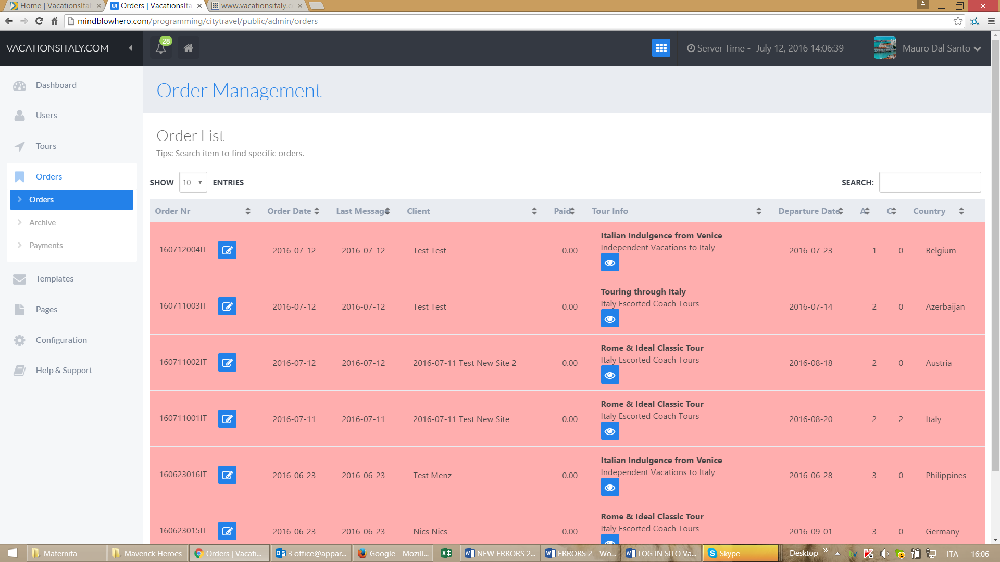 Home | VacationsItal
Orders | VacationsIta
www.vacationsitaly.c
mindblowhero.com/programming/citytravel/public/admin/orders
VACATIONSITALY.COM
28
Server Time - July 12, 2016 14:06:39
Mauro Dal Santo
Dashboard
Users
Tours
Orders
Orders
Archive
Payments
Templates
Pages
Configuration
Help & Support
Order Management
Order List
Tips: Search item to find specific orders.
SHOW 10 ENTRIES
SEARCH:
Order Nr Order Date Last Message Client Paid Tour Info Departure Date A C Country
160712004IT 2016-07-12 2016-07-12 Test Test 0.00 Italian Indulgence from Venice 2016-07-23 1 0 Belgium
Independent Vacations to Italy
160711003IT 2016-07-12 2016-07-12 Test Test 0.00 Touring through Italy 2016-07-14 2 0 Azerbaijan
Italy Escorted Coach Tours
160711002IT 2016-07-12 2016-07-12 2016-07-11 Test New Site 2 0.00 Rome & Ideal Classic Tour 2016-08-18 2 0 Austria
Italy Escorted Coach Tours
160711001IT 2016-07-11 2016-07-11 2016-07-11 Test New Site 0.00 Rome & Ideal Classic Tour 2016-08-20 2 2 Italy
Italy Escorted Coach Tours
160623016IT 2016-06-23 2016-06-23 Test Menz 0.00 Italian Indulgence from Venice 2016-06-28 3 0 Philippines
Independent Vacations to Italy
160623015IT 2016-06-23 2016-06-23 Nics Nics 0.00 Rome & Ideal Classic Tour 2016-09-01 3 0 Germany
Italy Escorted Coach Tours
Maternita
Maverick Heroes
Orders | Vacati...
3 office@appar...
Google - Mozill...
NEW ERRORS 2...
ERRORS 2 - Wo...
LOG IN SITO Va...
Skype
Desktop
ITA
16:06